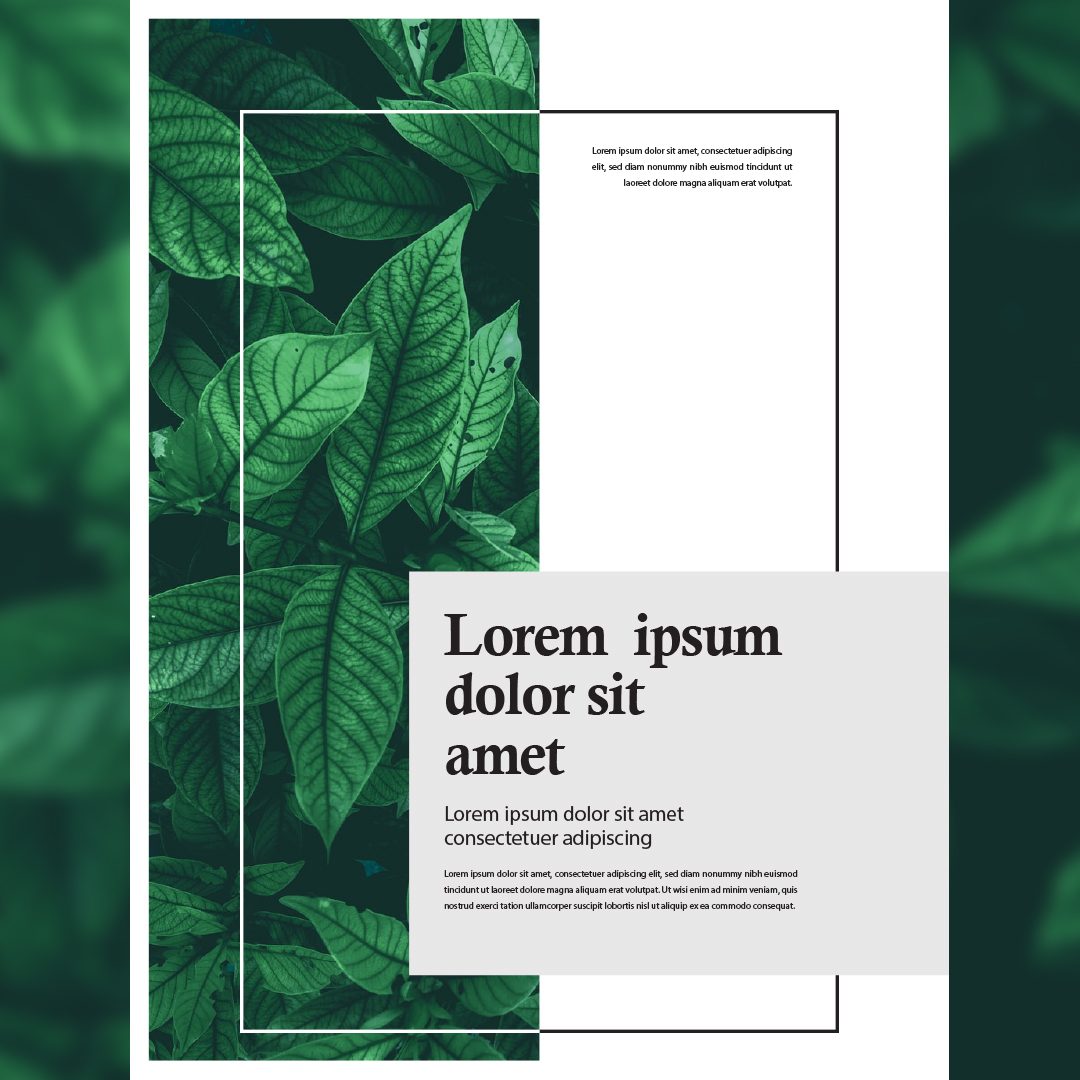 Lorem ipsum dolor sit amet, consectetuer adipiscing
elit, sed diam nonummy nibh euismod tincidunt ut
laoreet dolore magna aliquam erat volutpat.
Lorem ipsum
dolor sit
amet
Lorem ipsum dolor sit amet
consectetuer adipiscing
Lorem ipsum dolor sit amet, consectetuer adipiscing elit, sed diam nonummy nibh euismod
tincidunt ut laoreet dolore magna aliquam erat volutpat. Ut wisi enim ad minim veniam, quis
nostrud exerci tation ullamcorper suscipit lobortis nisl ut aliquip ex ea commodo consequat.